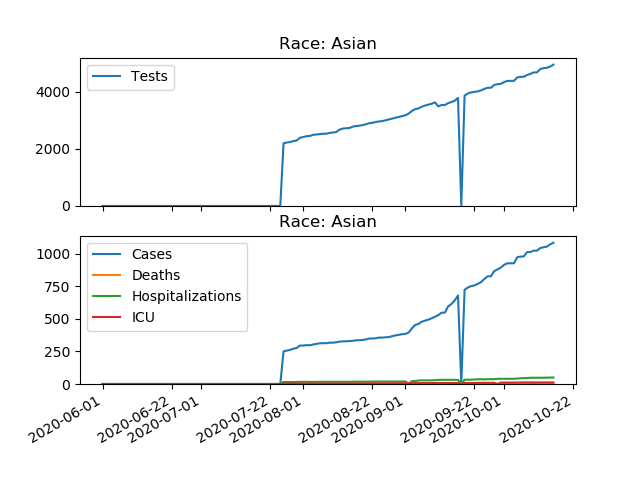 Race: Asian
Tests
4000
2000
0
Race: Asian
Cases
Deaths
Hospitalizations
ICU
1000
750
500
250
0
2020-06-01
2020-06-22
2020-07-01
2020-07-22
2020-08-01
2020-08-22
2020-09-01
2020-09-22
2020-10-01
2020-10-22